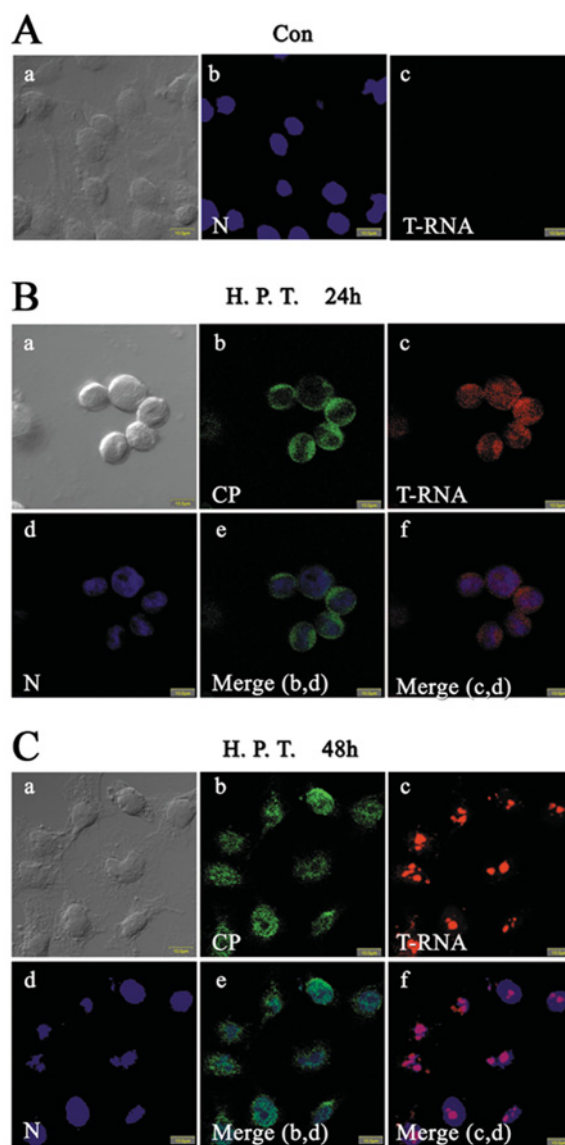 A
Con
a b c
N T-RNA
B
H. P. T. 24h
a b c
CP T-RNA
d e f
N Merge (b,d) Merge (c,d)
C
H. P. T. 48h
a b c
CP T-RNA
d e f
N Merge (b,d) Merge (c,d)